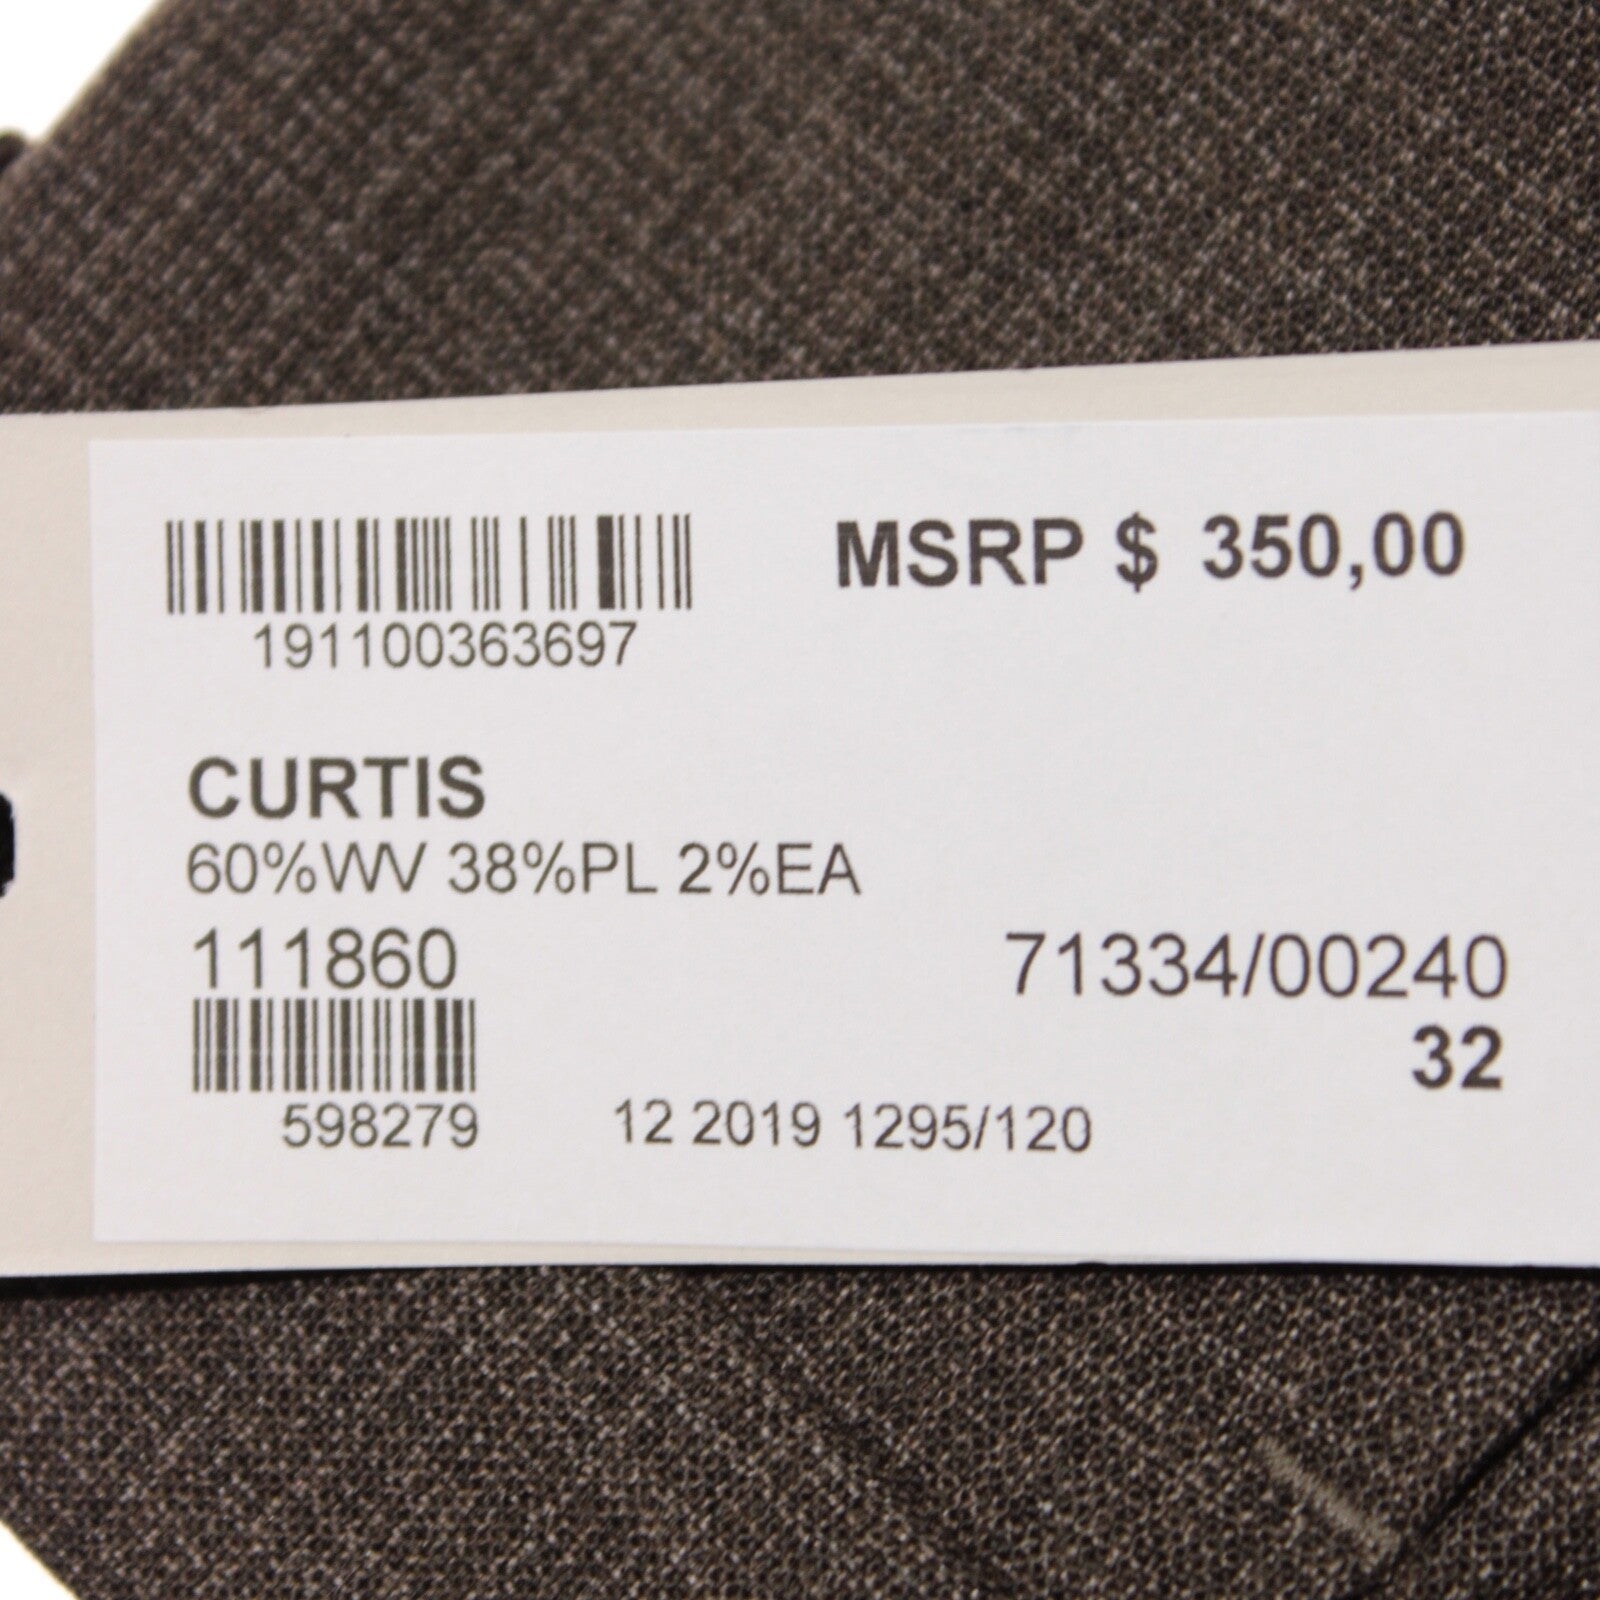 MSRP $ 350,00
191100363697
CURTIS
60%WV 38%PL 2%EA
111860 71334/00240
32
598279 12 2019 1295/120